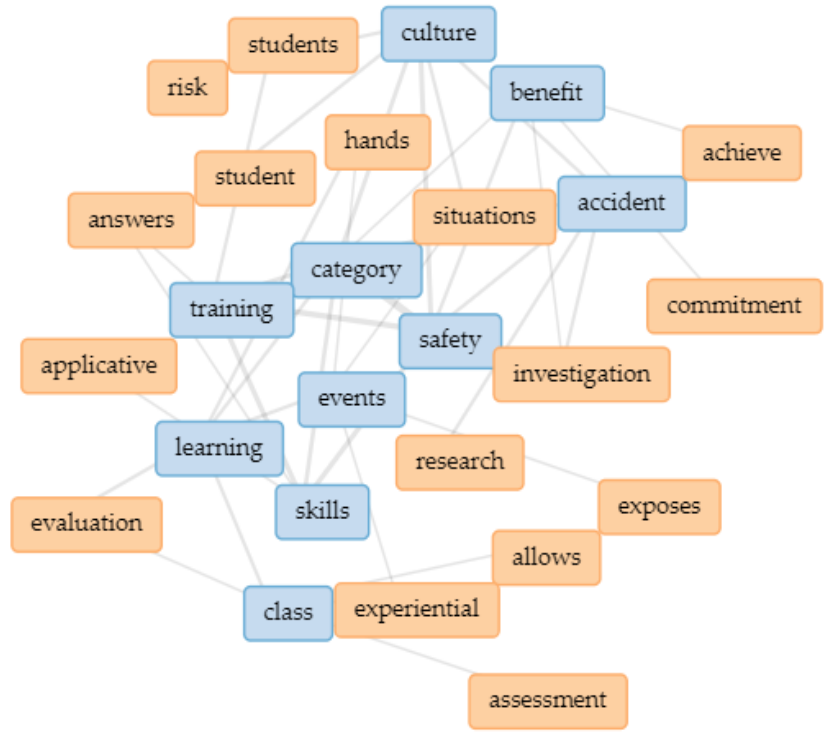 culture
students
risk
benefit
hands
achieve
student
accident
situations
answers
category
training
commitment
safety
applicative
investigation
events
learning
research
exposes
skills
evaluation
allows
class
experiential
assessment